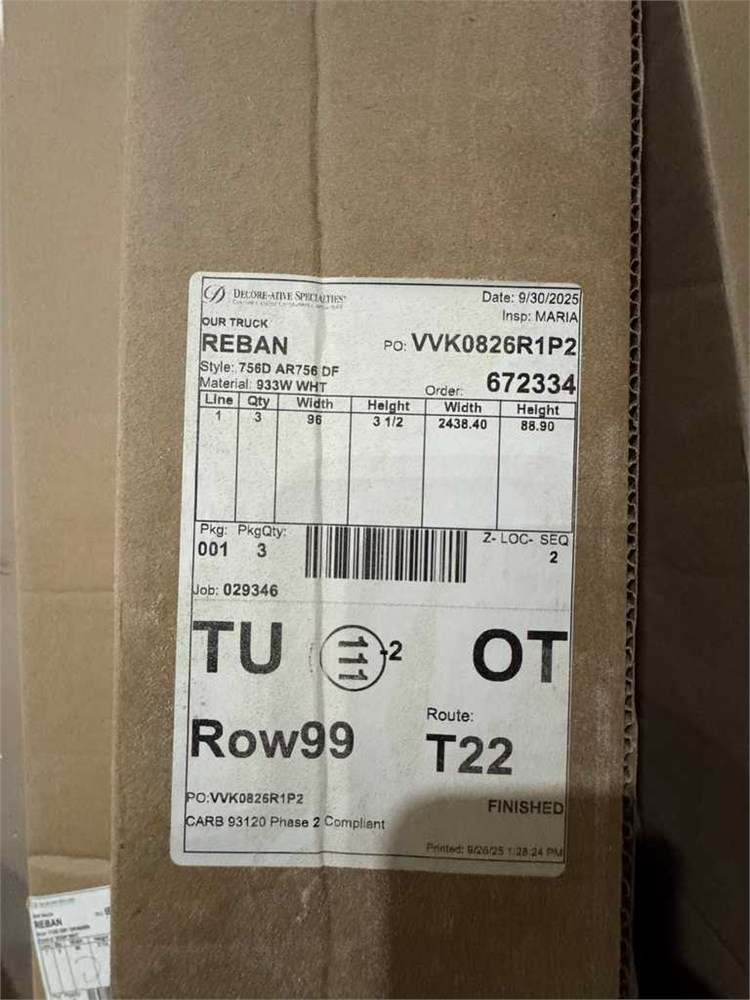 DECORE-ATIVE SPECIALTIES
Date: 9/30/2025
Insp: MARIA
OUR TRUCK
REBAN
PO: VVK0826R1P2
Style: 756D AR756 DF
Material: 933W WHT
Order: 672334
Line Qty Width Height Width Height
1 3 96 3 1/2 2438.40 88.90
Pkg: PkgQty:
001 3
Z- LOC- SEQ
2
Job: 029346
TU 111 -2 OT
Row99
Route:
T22
PO:VVK0826R1P2
FINISHED
CARB 93120 Phase 2 Compliant
Printed: 9/26/25 1:28:24 PM
REBAN